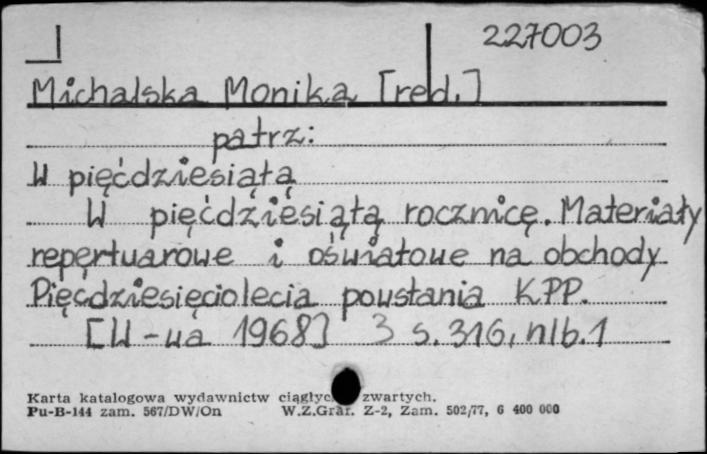 227003
Michalska Monika [red.]
patrz:
W pięćdziesiątą
W pięćdziesiątą rocznicę. Materiały
repertuarowe i oświatowe na obchody
Pięćdziesięciolecia powstania KPP.
[W-wa 1968] 3 s. 316, nlb. 1
Karta katalogowa wydawnictw ciągłyc zwartych.
Pu-B-144 zam. 567/DW/On W.Z.Graf. Z-2, Zam. 502/77, 6 400 000